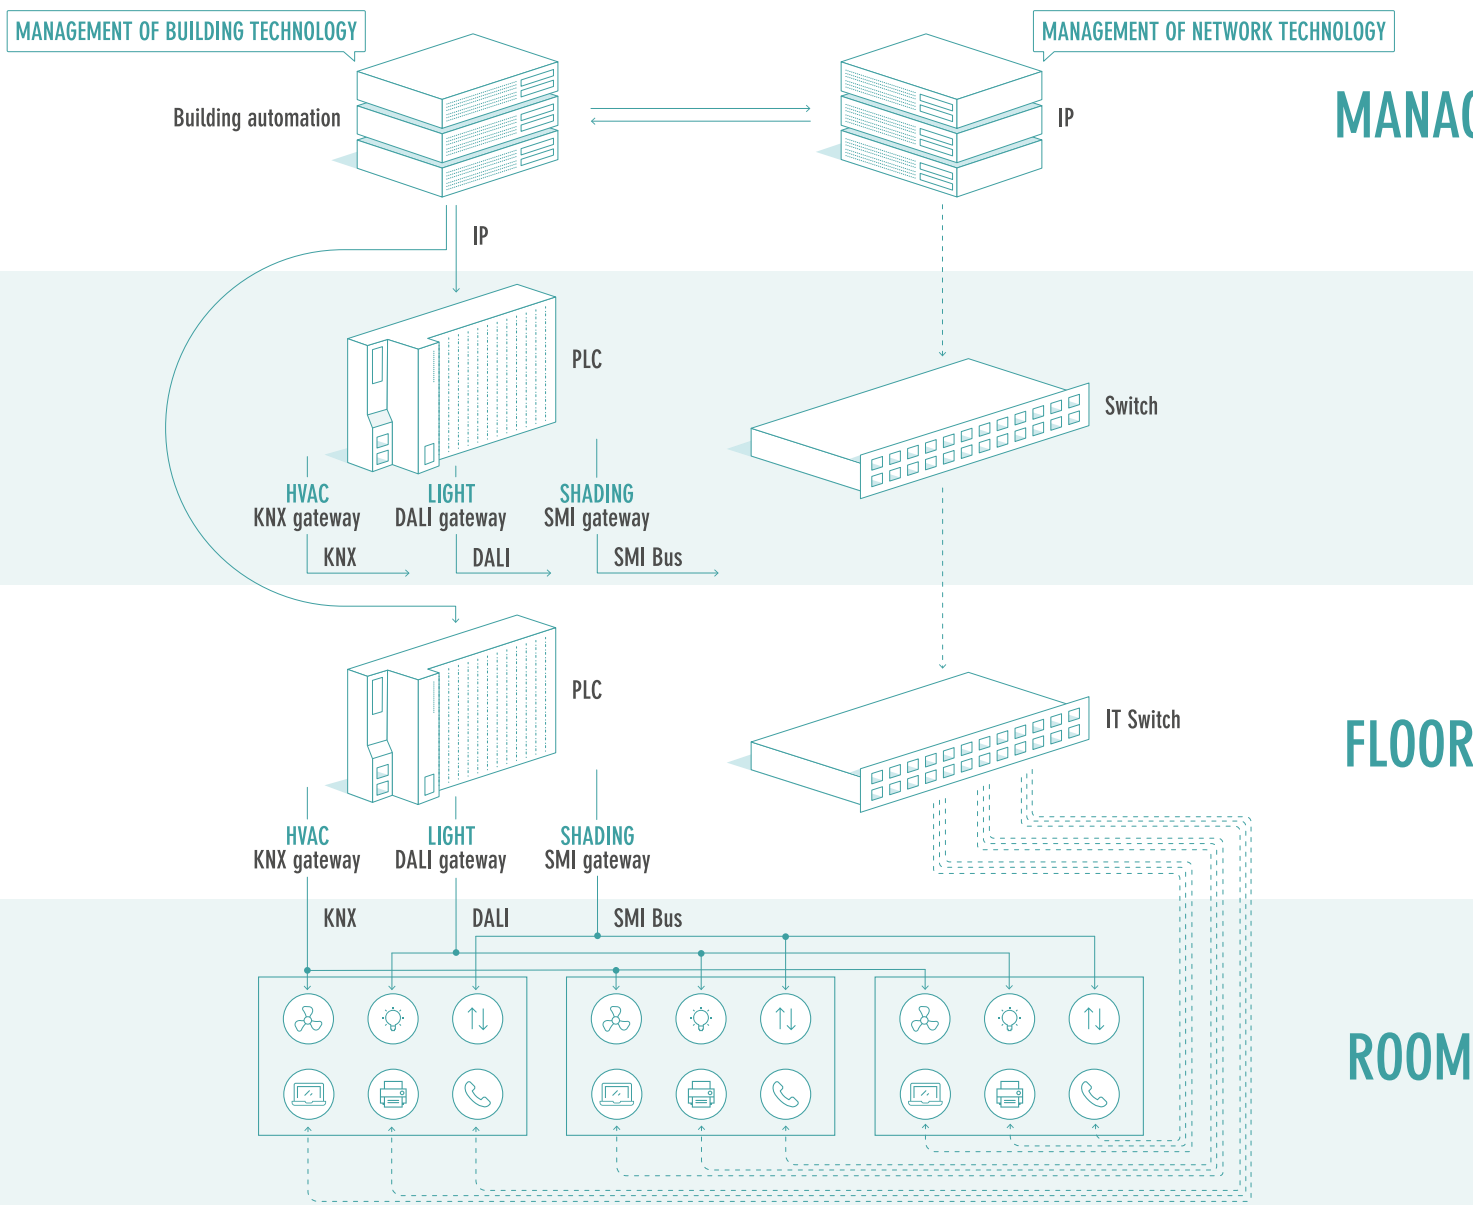 MANAGEMENT OF BUILDING TECHNOLOGY
MANAGEMENT OF NETWORK TECHNOLOGY
Building automation
IP
MANAG
IP
PLC
Switch
HVAC
KNX gateway
LIGHT
DALI gateway
SHADING
SMI gateway
KNX
DALI
SMI Bus
PLC
IT Switch
FLOOR
HVAC
KNX gateway
LIGHT
DALI gateway
SHADING
SMI gateway
KNX
DALI
SMI Bus
ROOM